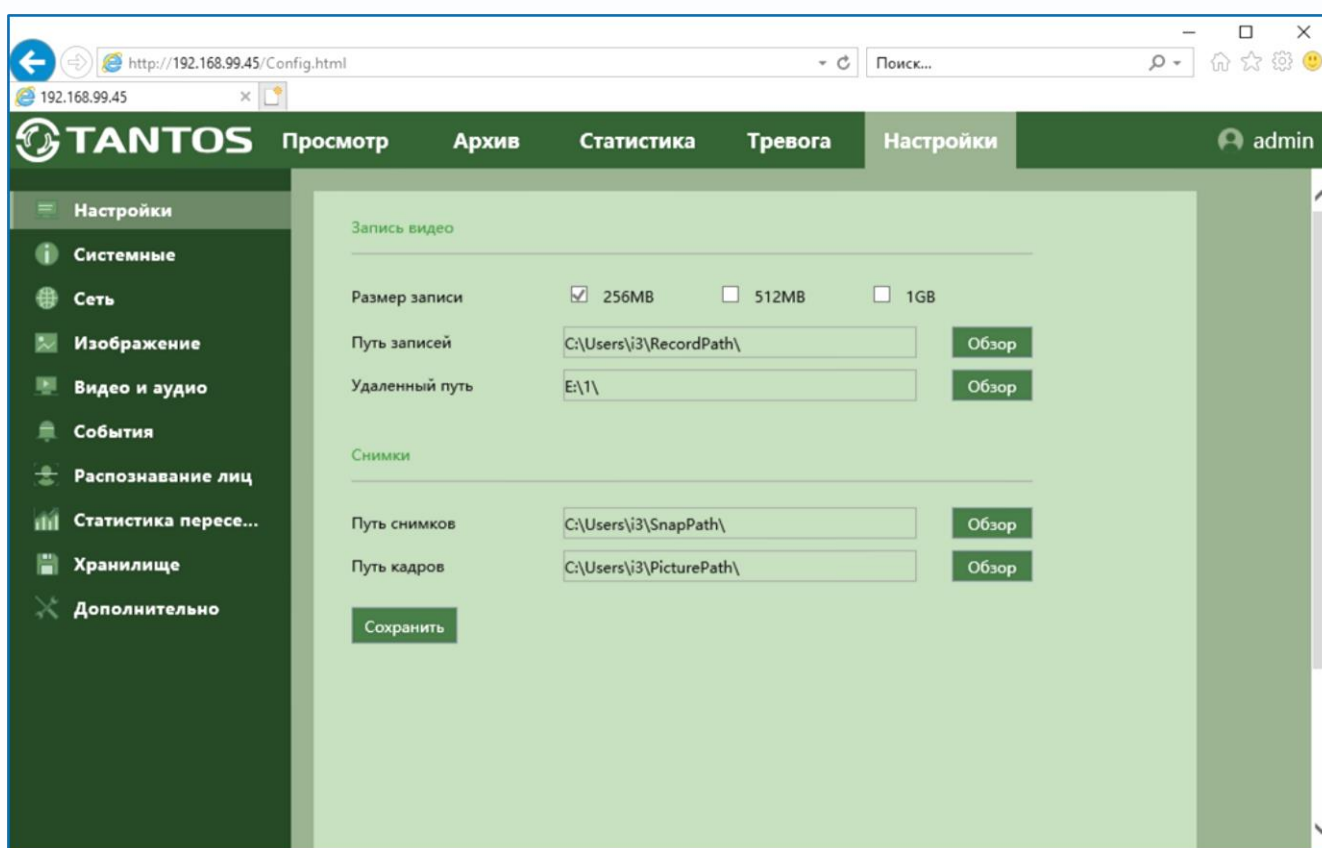 http://192.168.99.45/Config.html Поиск...
192.168.99.45
TANTOS Просмотр Архив Статистика Тревога Настройки admin
Настройки
Системные
Сеть
Изображение
Видео и аудио
События
Распознавание лиц
Статистика пересе...
Хранилище
Дополнительно
Запись видео
Размер записи 256MB 512MB 1GB
Путь записей C:\Users\i3\RecordPath\ Обзор
Удаленный путь E:\1\ Обзор
Снимки
Путь снимков C:\Users\i3\SnapPath\ Обзор
Путь кадров C:\Users\i3\PicturePath\ Обзор
Сохранить